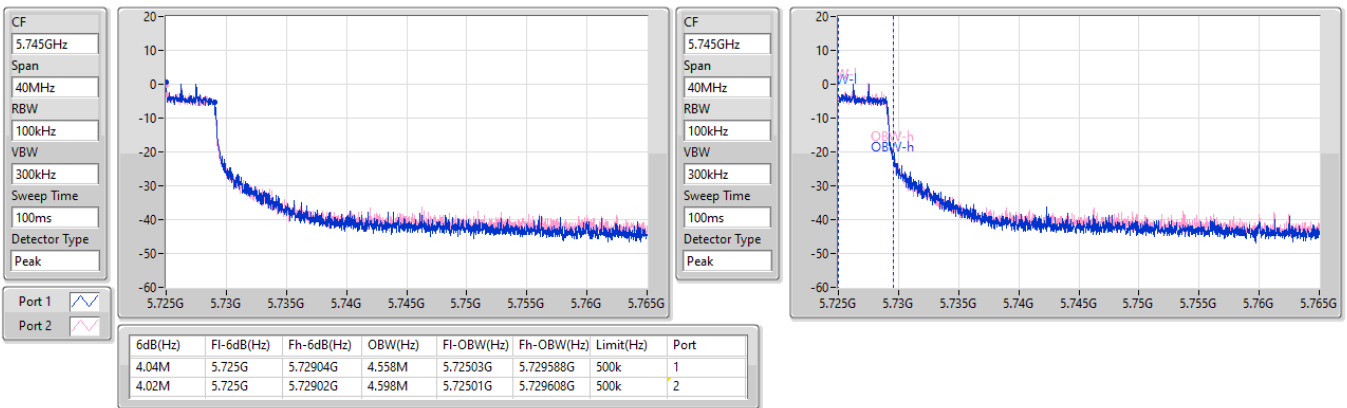 CF
5.745GHz
Span
40MHz
RBW
100kHz
VBW
300kHz
Sweep Time
100ms
Detector Type
Peak
Port 1
Port 2
20
10
0
-10
-20
-30
-40
-50
-60
5.725G 5.73G 5.735G 5.74G 5.745G 5.75G 5.755G 5.76G 5.765G
CF
5.745GHz
Span
40MHz
RBW
100kHz
VBW
300kHz
Sweep Time
100ms
Detector Type
Peak
20
10
0
-10
-20
-30
-40
-50
-60
W-l
W-l
OBW-h
OBW-h
5.725G 5.73G 5.735G 5.74G 5.745G 5.75G 5.755G 5.76G 5.765G
6dB(Hz) Fl-6dB(Hz) Fh-6dB(Hz) OBW(Hz) Fl-OBW(Hz) Fh-OBW(Hz) Limit(Hz) Port
4.04M 5.725G 5.72904G 4.558M 5.72503G 5.729588G 500k 1
4.02M 5.725G 5.72902G 4.598M 5.72501G 5.729608G 500k 2